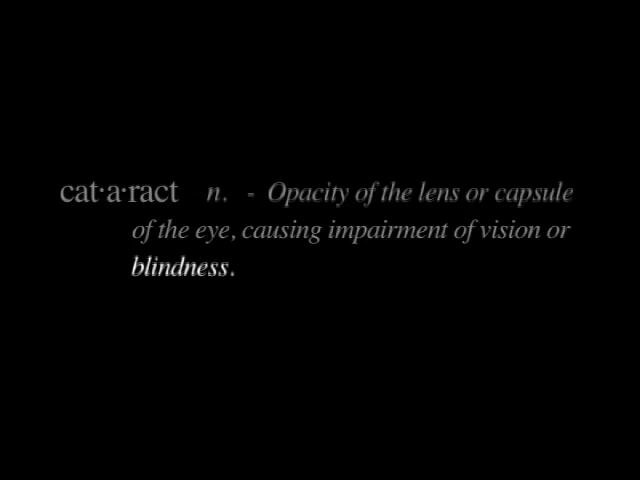 cat·a·ract n. - Opacity of the lens or capsule
of the eye, causing impairment of vision or
blindness.